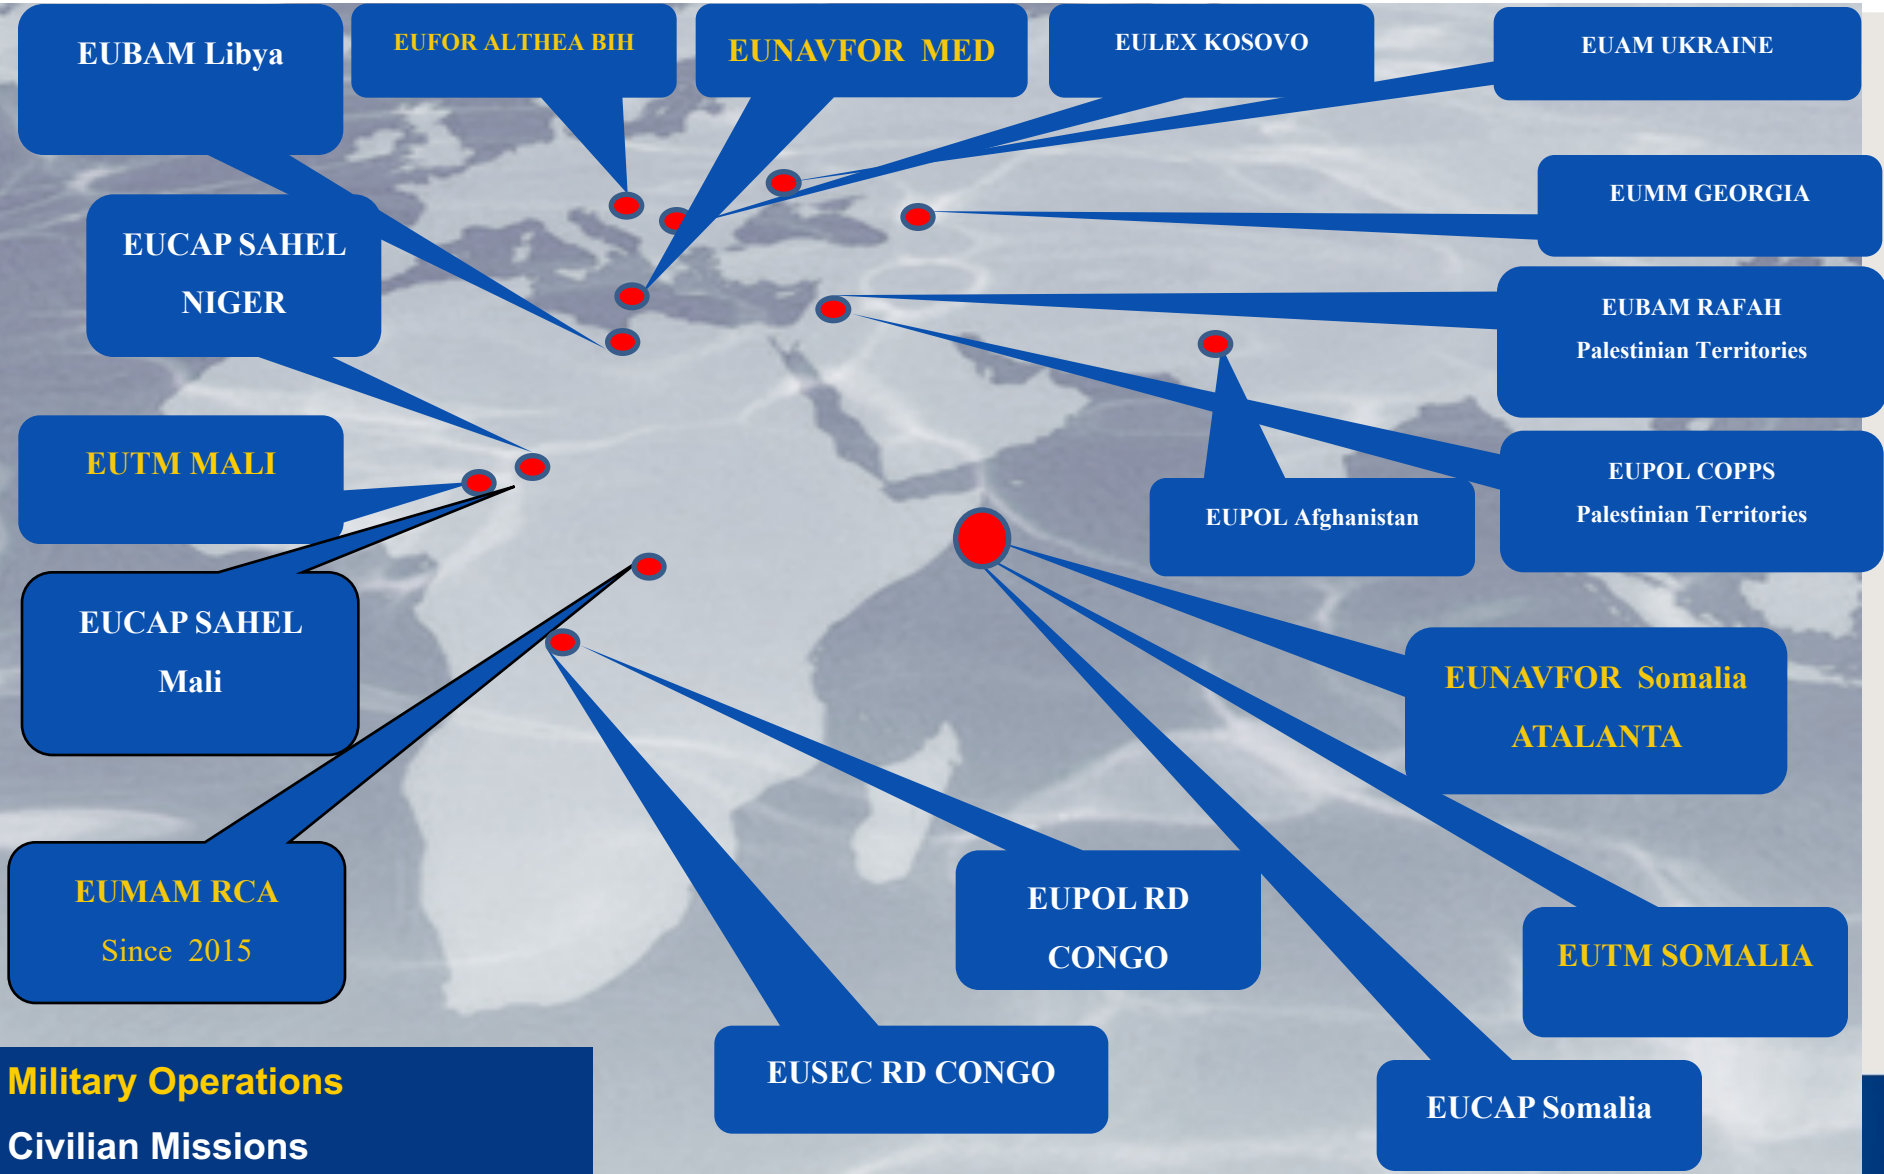 EUBAM Libya
EUFOR ALTHEA BIH
EUNAVFOR MED
EULEX KOSOVO
EUAM UKRAINE
EUMM GEORGIA
EUCAP SAHEL
NIGER
EUBAM RAFAH
Palestinian Territories
EUTM MALI
EUPOL COPPS
Palestinian Territories
EUPOL Afghanistan
EUCAP SAHEL
Mali
EUNAVFOR Somalia
ATALANTA
EUMAM RCA
Since 2015
EUPOL RD
CONGO
EUTM SOMALIA
EUSEC RD CONGO
EUCAP Somalia
Military Operations
Civilian Missions